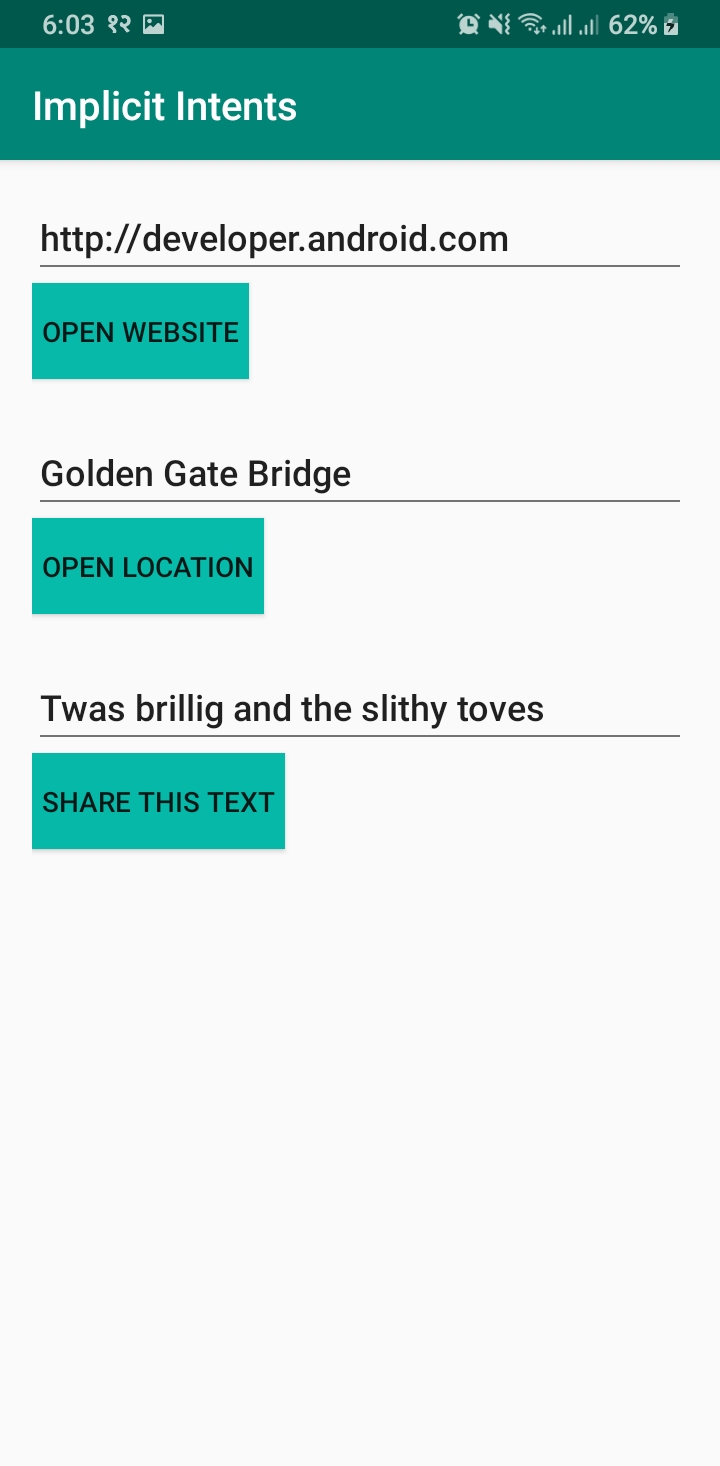 6:03 १२ 62%
Implicit Intents
http://developer.android.com
OPEN WEBSITE
Golden Gate Bridge
OPEN LOCATION
Twas brillig and the slithy toves
SHARE THIS TEXT